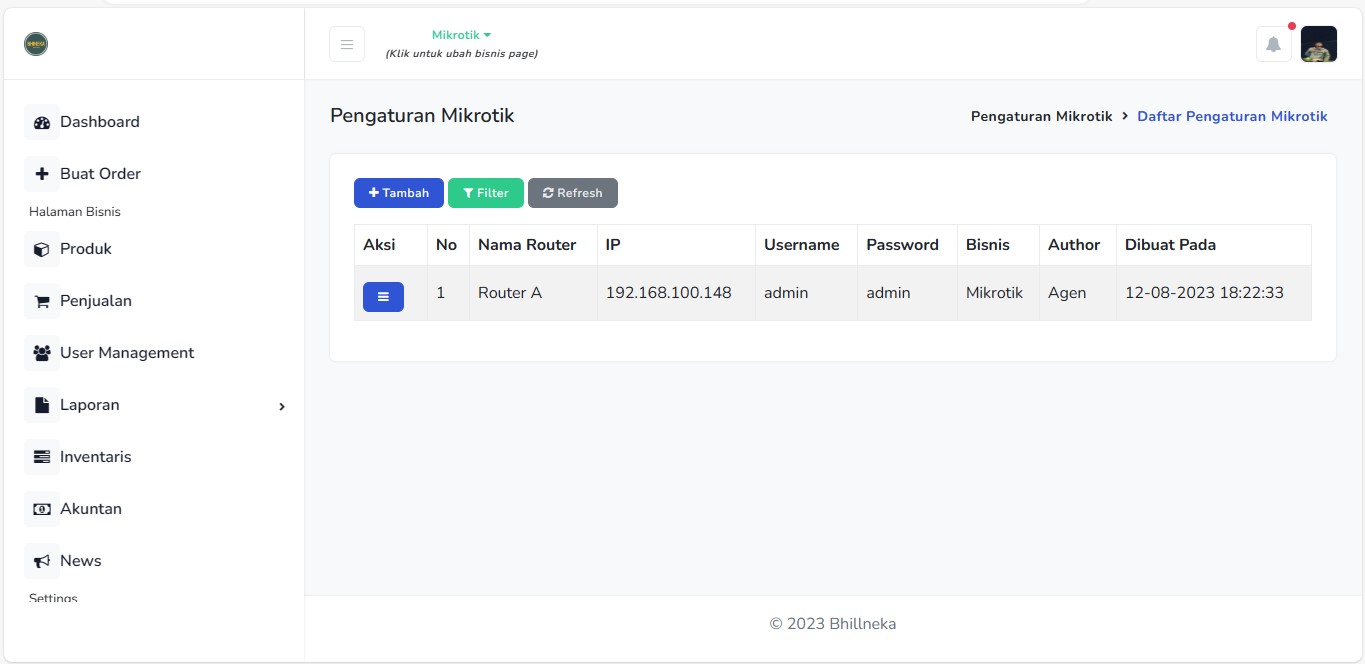 Mikrotik
(Klik untuk ubah bisnis page)
Dashboard
Buat Order
Halaman Bisnis
Produk
Penjualan
User Management
Laporan
Inventaris
Akuntan
News
Settings
Pengaturan Mikrotik
Pengaturan Mikrotik > Daftar Pengaturan Mikrotik
Tambah Filter Refresh
Aksi No Nama Router IP Username Password Bisnis Author Dibuat Pada
1 Router A 192.168.100.148 admin admin Mikrotik Agen 12-08-2023 18:22:33
© 2023 Bhillneka